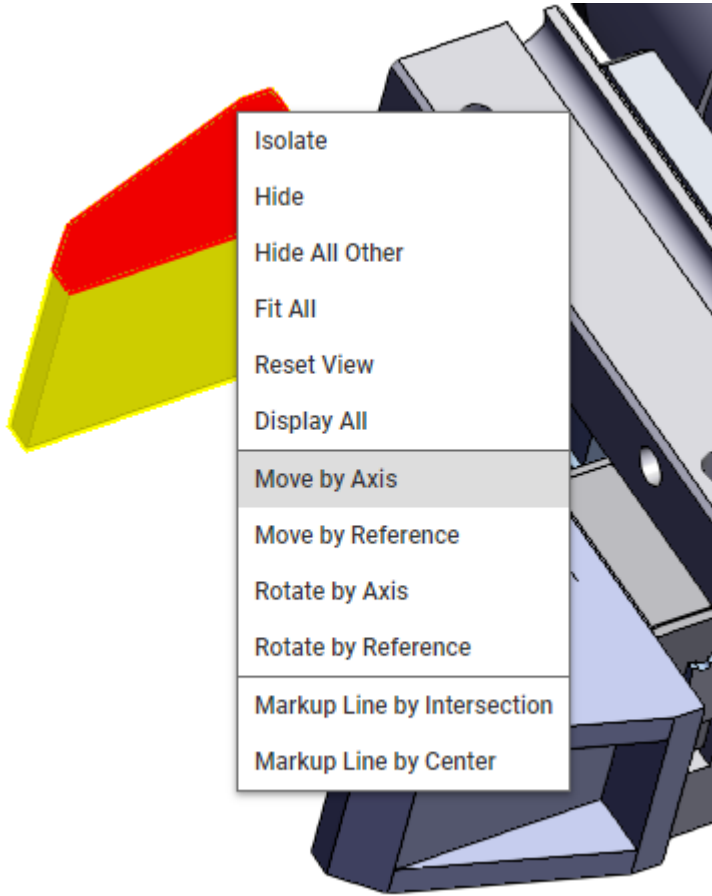 Isolate
Hide
Hide All Other
Fit All
Reset View
Display All
Move by Axis
Move by Reference
Rotate by Axis
Rotate by Reference
Markup Line by Intersection
Markup Line by Center